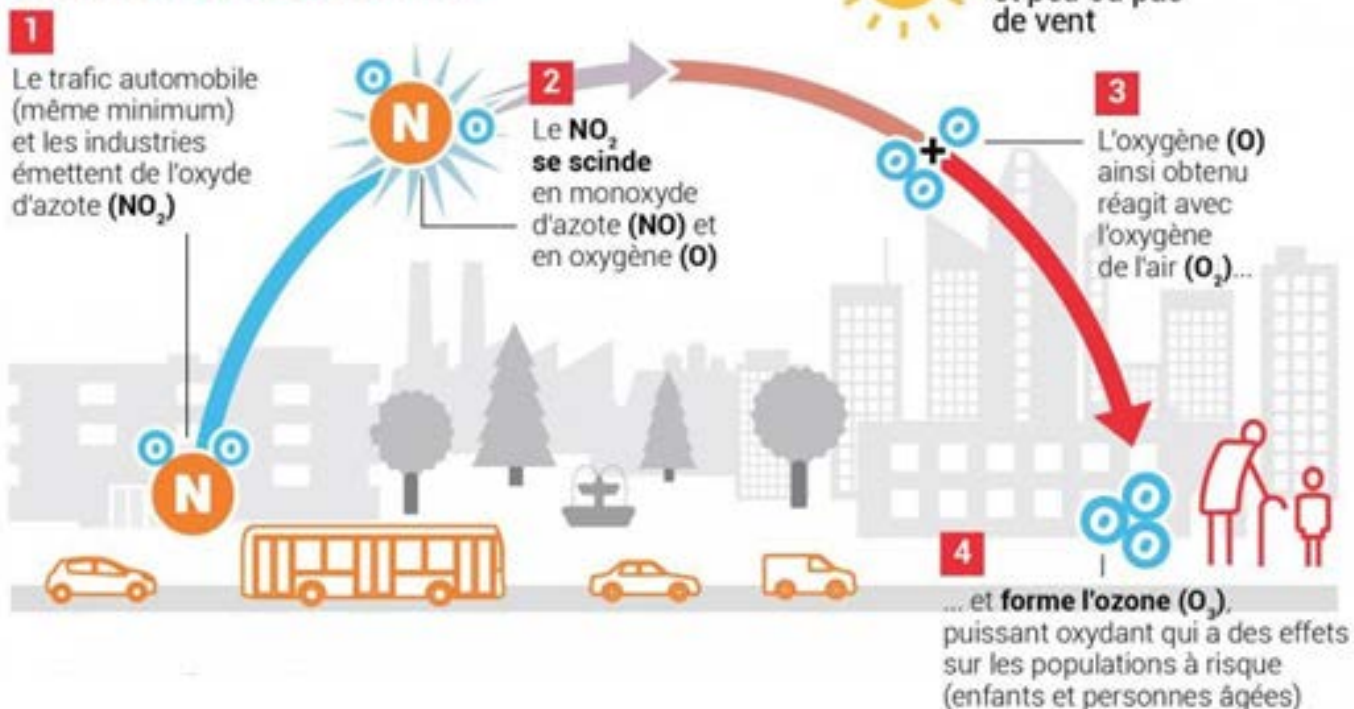 de vent
1
Le trafic automobile
(même minimum)
et les industries
émettent de l'oxyde
d'azote (NO₂)
O
N
O
2
Le NO₂
se scinde
en monoxyde
d'azote (NO) et
en oxygène (O)
O
O
+
O
3
L'oxygène (O)
ainsi obtenu
réagit avec
l'oxygène
de l'air (O₂)...
O
O
N
O
O
O
4
... et forme l'ozone (O₃),
puissant oxydant qui a des effets
sur les populations à risque
(enfants et personnes âgées)